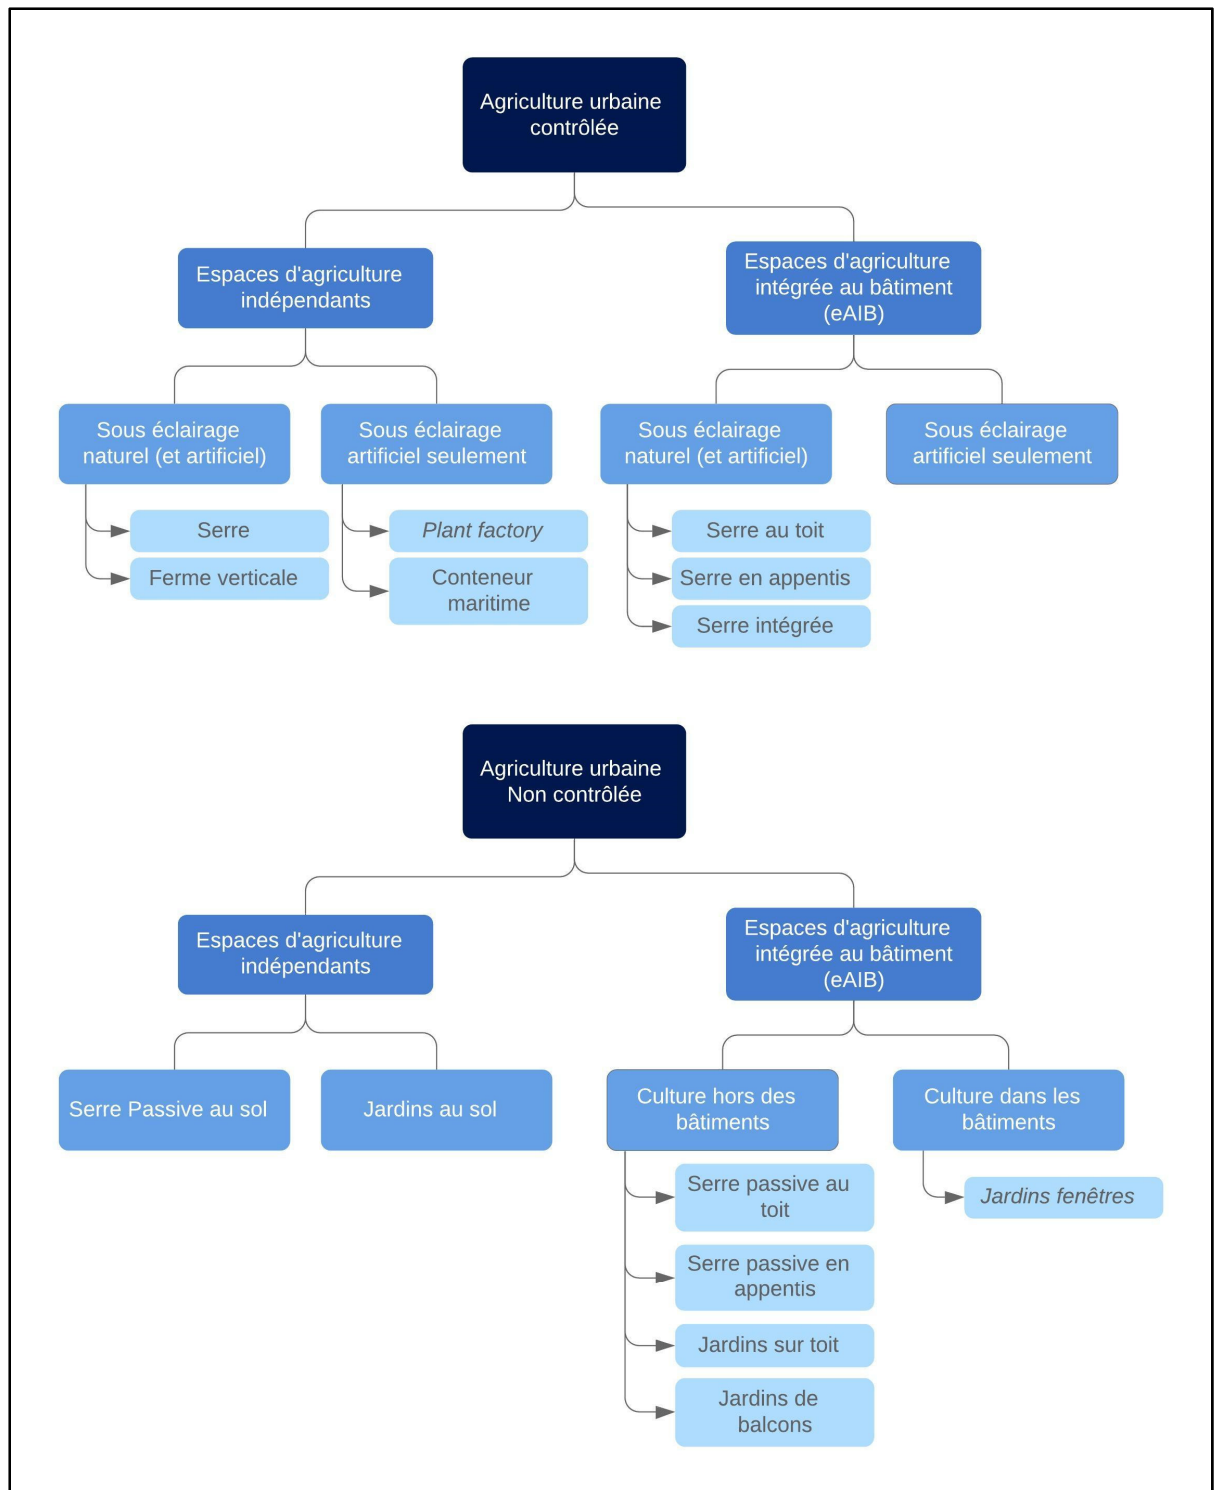 Agriculture urbaine
contrôlée
Espaces d'agriculture
indépendants
Espaces d'agriculture
intégrée au bâtiment
(eAIB)
Sous éclairage
naturel (et artificiel)
Sous éclairage
artificiel seulement
Sous éclairage
naturel (et artificiel)
Sous éclairage
artificiel seulement
Serre
Ferme verticale
Plant factory
Conteneur
maritime
Serre au toit
Serre en appentis
Serre intégrée
Agriculture urbaine
Non contrôlée
Espaces d'agriculture
indépendants
Espaces d'agriculture
intégrée au bâtiment
(eAIB)
Serre Passive au sol
Jardins au sol
Culture hors des
bâtiments
Culture dans les
bâtiments
Serre passive au
toit
Serre passive en
appentis
Jardins sur toit
Jardins de
balcons
Jardins fenêtres